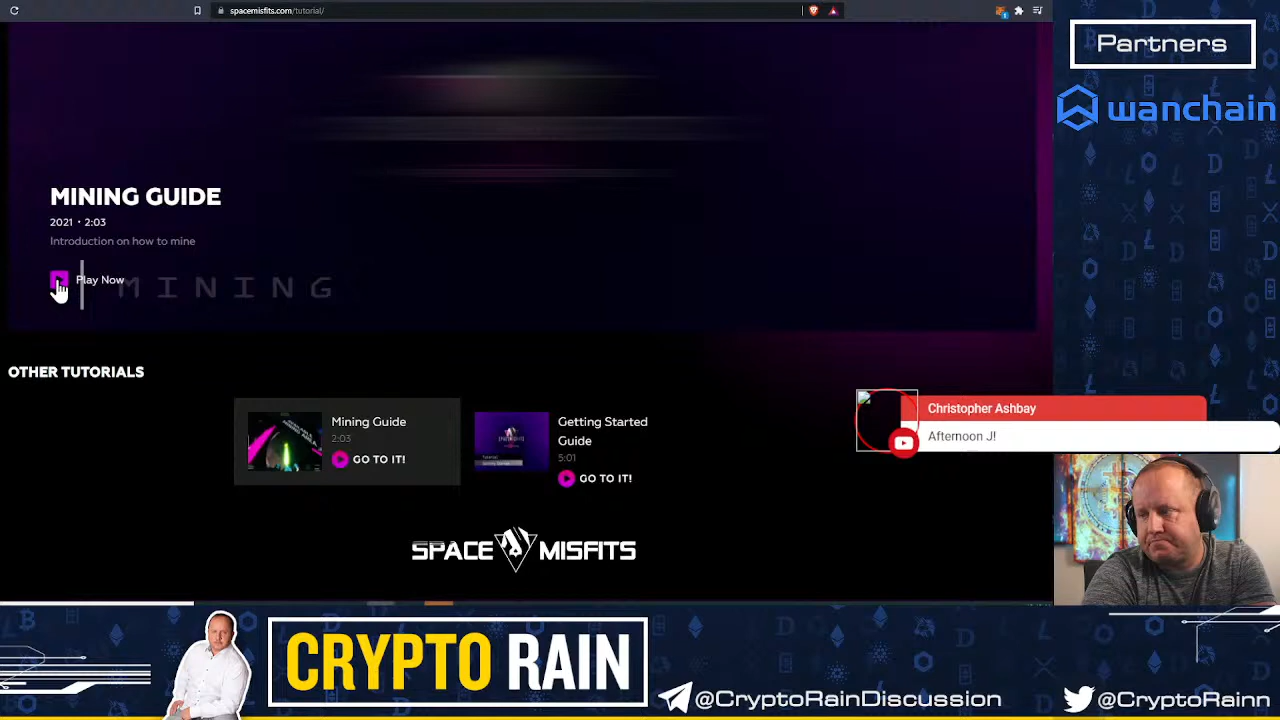 spacemisfits.com/tutorial/
Partners
wanchain
MINING GUIDE
2021 • 2:03
Introduction on how to mine
Play Now
MINING
OTHER TUTORIALS
Mining Guide
2:03
GO TO IT!
Getting Started
Guide
5:01
GO TO IT!
Christopher Ashbay
Afternoon J!
SPACE MISFITS
CRYPTO RAIN
@CryptoRainDiscussion
@CryptoRainn